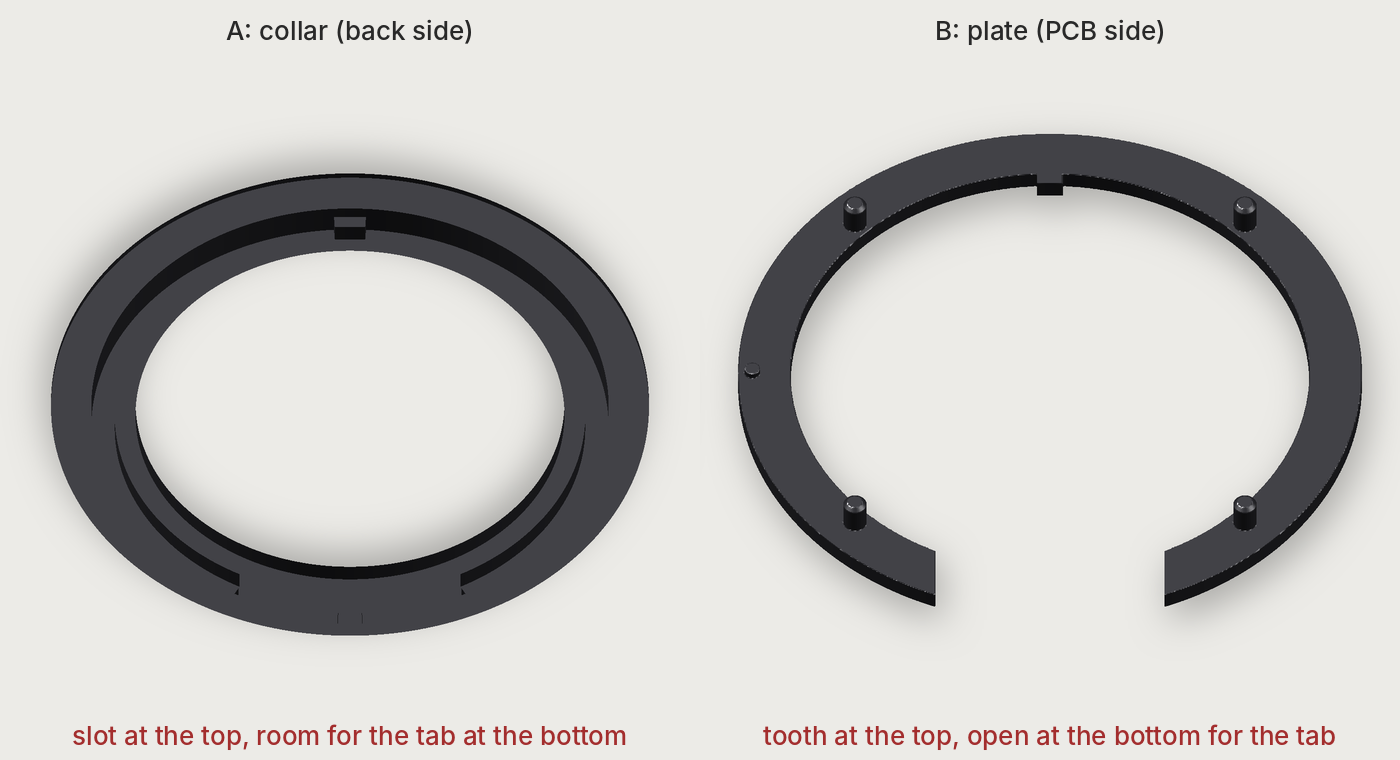 A: collar (back side)
B: plate (PCB side)
slot at the top, room for the tab at the bottom
tooth at the top, open at the bottom for the tab